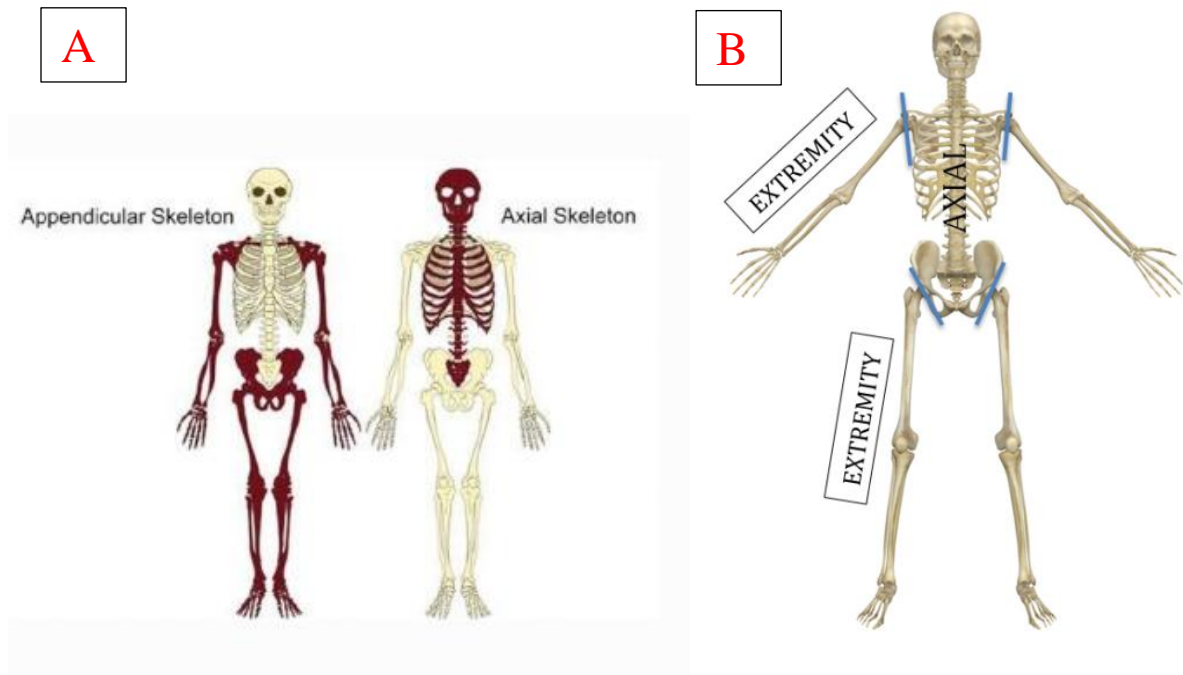 A
Appendicular Skeleton
Axial Skeleton
B
EXTREMITY
AXIAL
EXTREMITY